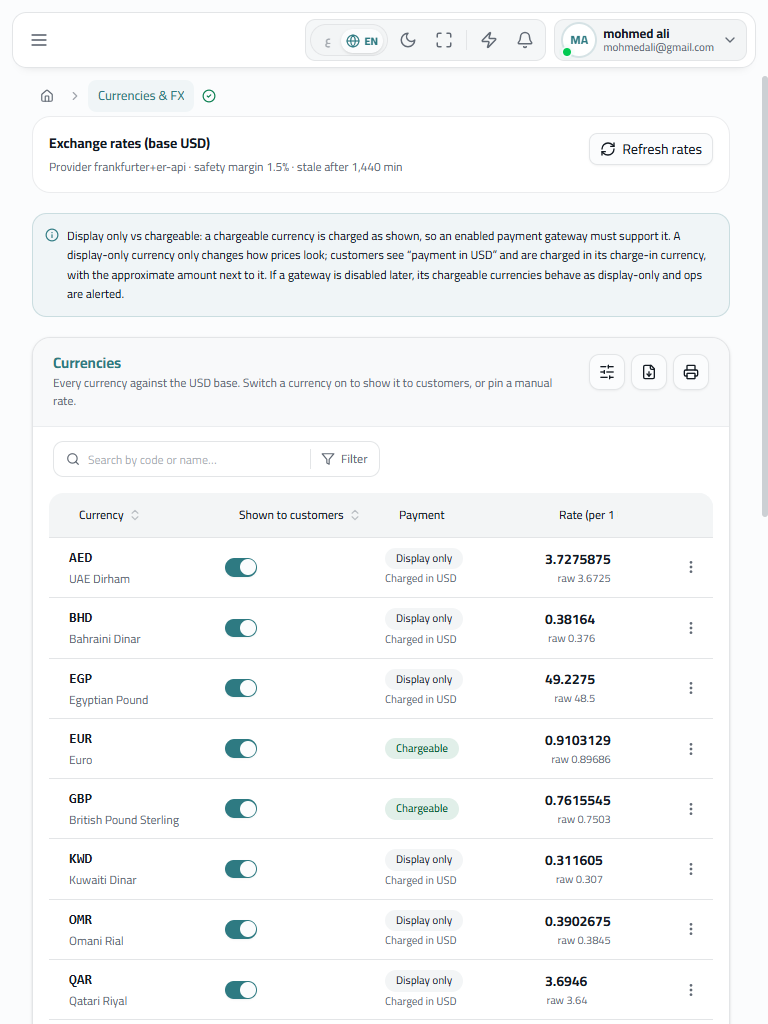 ع
EN
MA
mohmed ali
mohmedali@gmail.com
Currencies & FX
Exchange rates (base USD)
Provider frankfurter+er-api · safety margin 1.5% · stale after 1,440 min
Refresh rates
Display only vs chargeable: a chargeable currency is charged as shown, so an enabled payment gateway must support it. A
display-only currency only changes how prices look; customers see “payment in USD” and are charged in its charge-in currency,
with the approximate amount next to it. If a gateway is disabled later, its chargeable currencies behave as display-only and ops
are alerted.
Currencies
Every currency against the USD base. Switch a currency on to show it to customers, or pin a manual
rate.
Search by code or name...
Filter
Currency
Shown to customers
Payment
Rate (per 1
AED
UAE Dirham
Display only
Charged in USD
3.7275875
raw 3.6725
BHD
Bahraini Dinar
Display only
Charged in USD
0.38164
raw 0.376
EGP
Egyptian Pound
Display only
Charged in USD
49.2275
raw 48.5
EUR
Euro
Chargeable
0.9103129
raw 0.89686
GBP
British Pound Sterling
Chargeable
0.7615545
raw 0.7503
KWD
Kuwaiti Dinar
Display only
Charged in USD
0.311605
raw 0.307
OMR
Omani Rial
Display only
Charged in USD
0.3902675
raw 0.3845
QAR
Qatari Riyal
Display only
Charged in USD
3.6946
raw 3.64